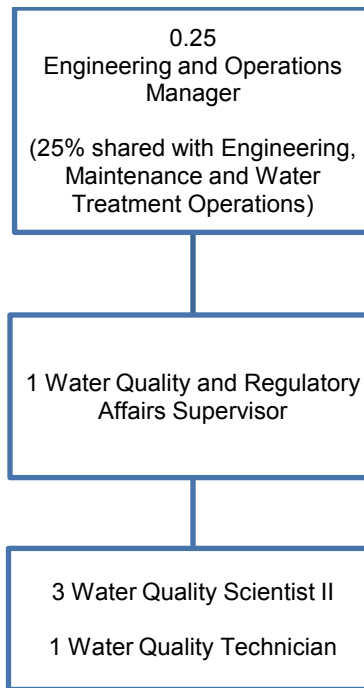 0.25
Engineering and Operations
Manager
(25% shared with Engineering,
Maintenance and Water
Treatment Operations)
1 Water Quality and Regulatory
Affairs Supervisor
3 Water Quality Scientist II
1 Water Quality Technician